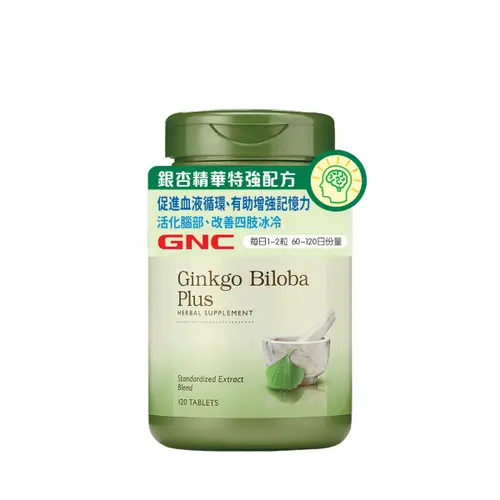 銀杏精華特強配方
促進血液循環、有助增強記憶力
活化腦部、改善四肢冰冷
GNC 每日1-2粒 60-120日份量
Ginkgo Biloba
Plus
HERBAL SUPPLEMENT
Standardized Extract
Blend
120 TABLETS